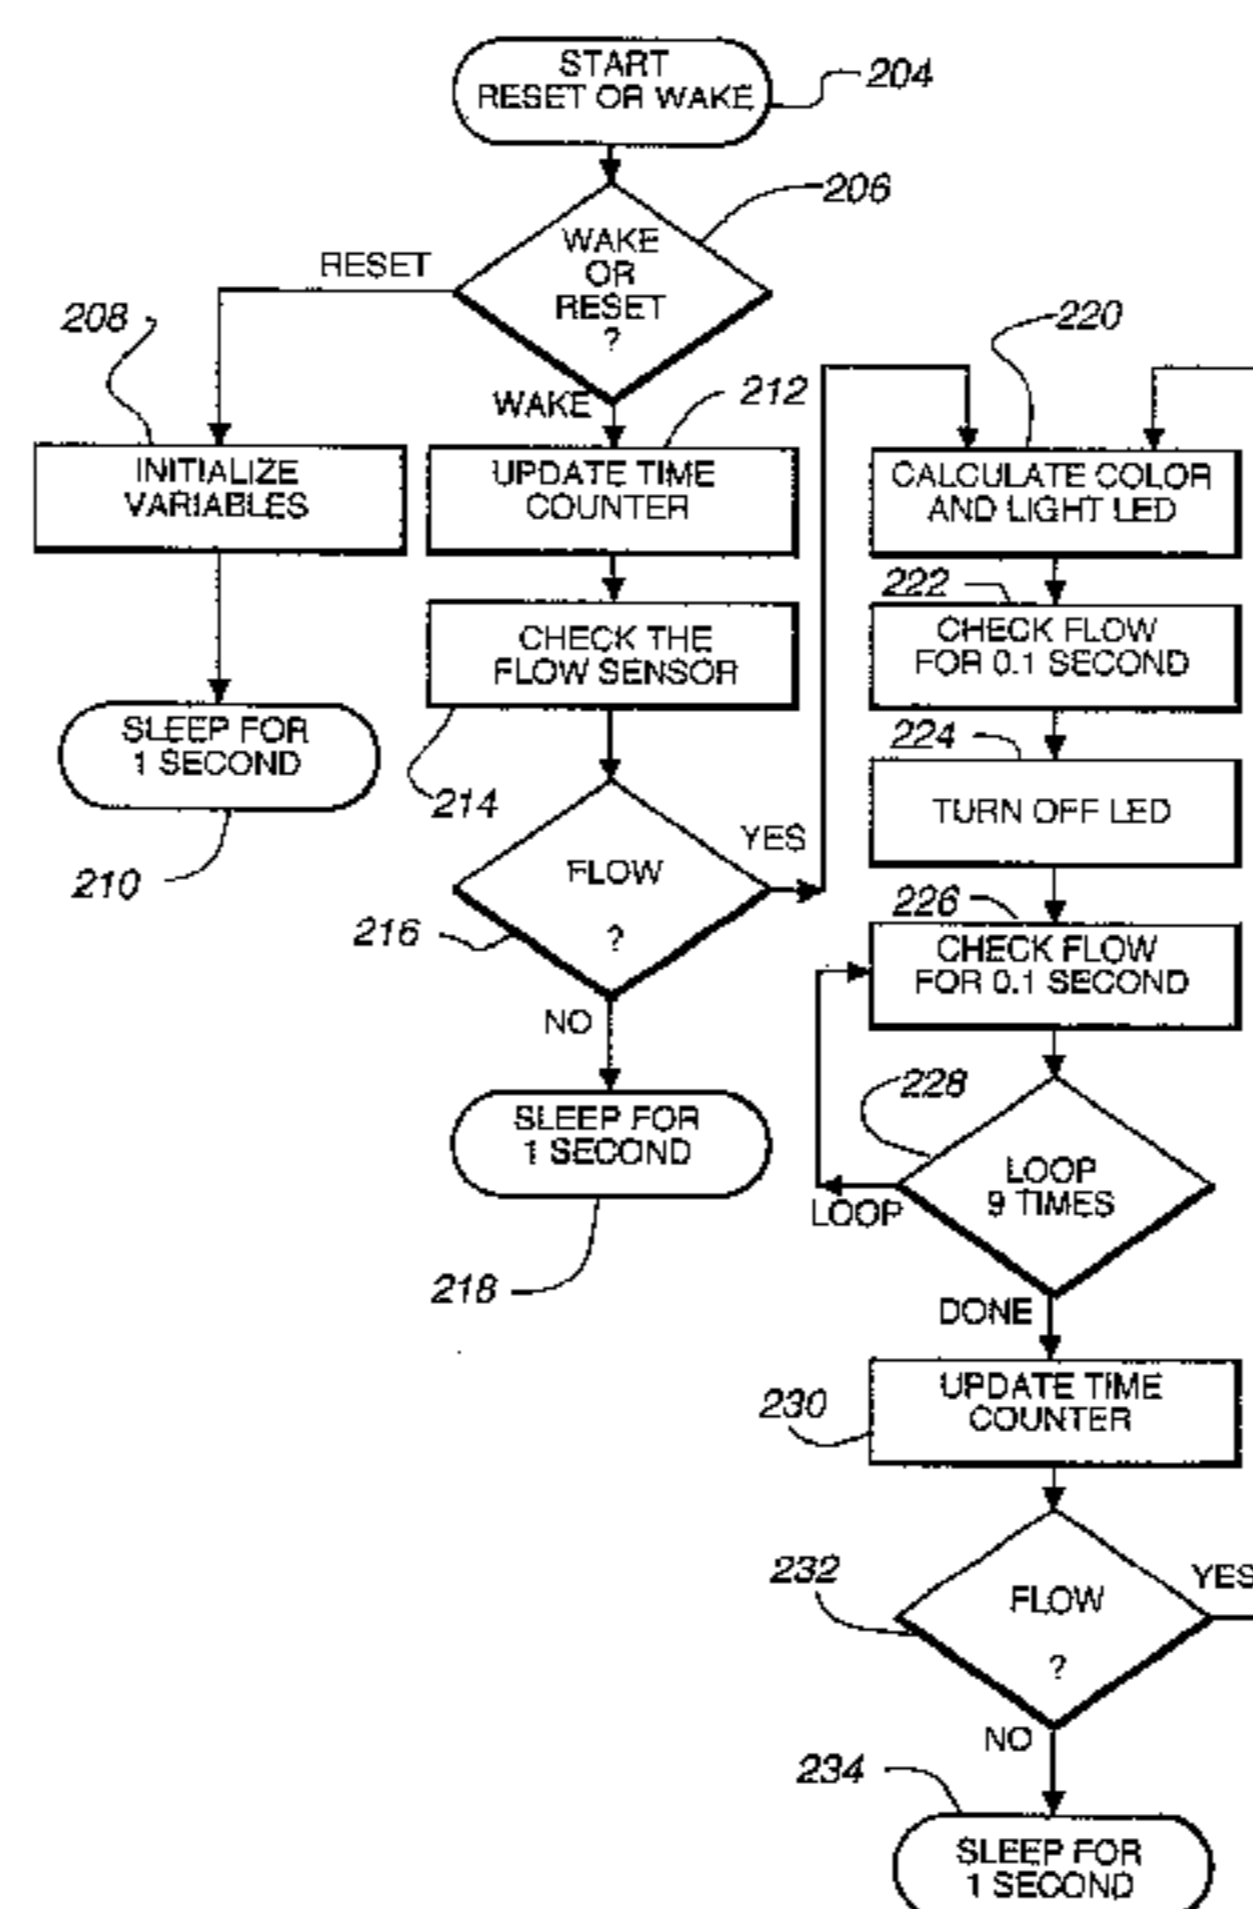 START
RESET OR WAKE
204
206
WAKE
OR
RESET
?
RESET
208
WAKE
212
220
INITIALIZE
VARIABLES
UPDATE TIME
COUNTER
CALCULATE COLOR
AND LIGHT LED
222
CHECK THE
FLOW SENSOR
CHECK FLOW
FOR 0.1 SECOND
SLEEP FOR
1 SECOND
214
224
TURN OFF LED
210
FLOW
?
YES
216
226
CHECK FLOW
FOR 0.1 SECOND
NO
228
SLEEP FOR
1 SECOND
LOOP
9 TIMES
LOOP
218
DONE
230
UPDATE TIME
COUNTER
232
FLOW
?
YES
NO
234
SLEEP FOR
1 SECOND